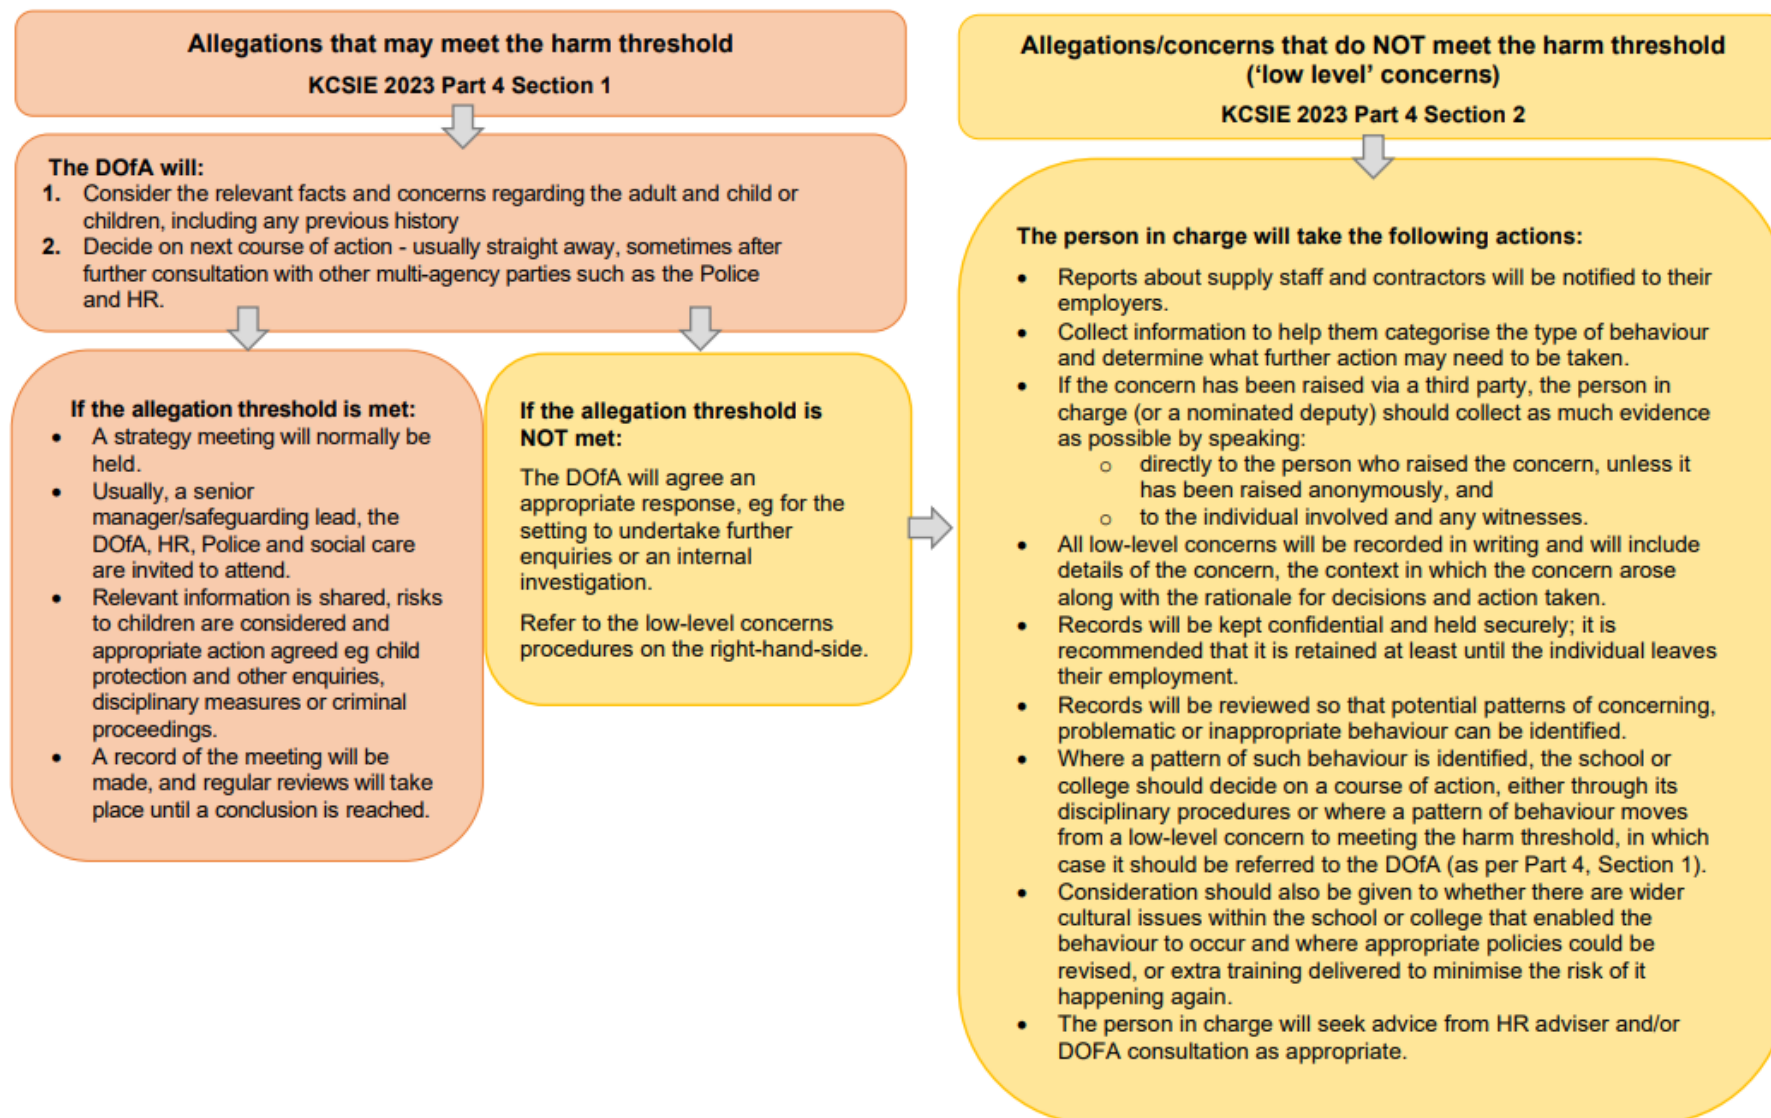 Allegations that may meet the harm threshold
KCSIE 2023 Part 4 Section 1
The DOfA will:
1. Consider the relevant facts and concerns regarding the adult and child or
children, including any previous history
2. Decide on next course of action - usually straight away, sometimes after
further consultation with other multi-agency parties such as the Police
and HR.
If the allegation threshold is met:
• A strategy meeting will normally be
held.
• Usually, a senior
manager/safeguarding lead, the
DOfA, HR, Police and social care
are invited to attend.
• Relevant information is shared, risks
to children are considered and
appropriate action agreed eg child
protection and other enquiries,
disciplinary measures or criminal
proceedings.
• A record of the meeting will be
made, and regular reviews will take
place until a conclusion is reached.
If the allegation threshold is
NOT met:
The DOfA will agree an
appropriate response, eg for the
setting to undertake further
enquiries or an internal
investigation.
Refer to the low-level concerns
procedures on the right-hand-side.
Allegations/concerns that do NOT meet the harm threshold
(‘low level’ concerns)
KCSIE 2023 Part 4 Section 2
The person in charge will take the following actions:
• Reports about supply staff and contractors will be notified to their
employers.
• Collect information to help them categorise the type of behaviour
and determine what further action may need to be taken.
• If the concern has been raised via a third party, the person in
charge (or a nominated deputy) should collect as much evidence
as possible by speaking:
o directly to the person who raised the concern, unless it
has been raised anonymously, and
o to the individual involved and any witnesses.
• All low-level concerns will be recorded in writing and will include
details of the concern, the context in which the concern arose
along with the rationale for decisions and action taken.
• Records will be kept confidential and held securely; it is
recommended that it is retained at least until the individual leaves
their employment.
• Records will be reviewed so that potential patterns of concerning,
problematic or inappropriate behaviour can be identified.
• Where a pattern of such behaviour is identified, the school or
college should decide on a course of action, either through its
disciplinary procedures or where a pattern of behaviour moves
from a low-level concern to meeting the harm threshold, in which
case it should be referred to the DOfA (as per Part 4, Section 1).
• Consideration should also be given to whether there are wider
cultural issues within the school or college that enabled the
behaviour to occur and where appropriate policies could be
revised, or extra training delivered to minimise the risk of it
happening again.
• The person in charge will seek advice from HR adviser and/or
DOFA consultation as appropriate.